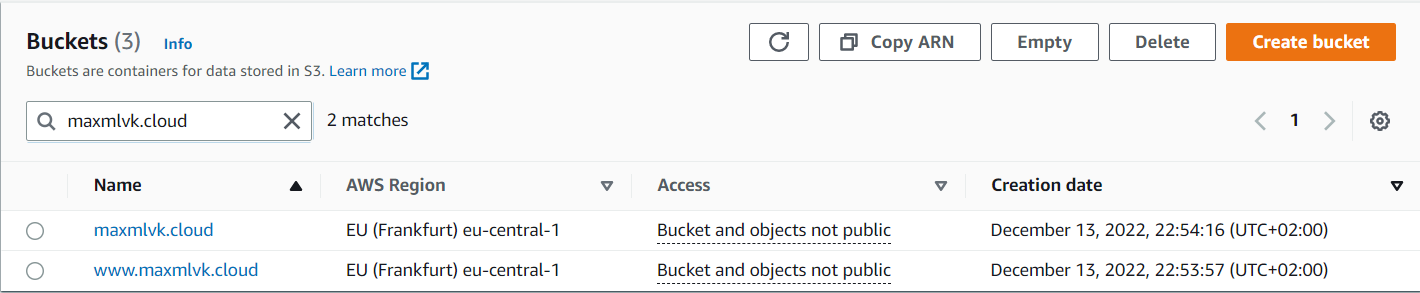 Buckets (3) Info
Copy ARN Empty Delete Create bucket
Buckets are containers for data stored in S3. Learn more
maxmlvk.cloud 2 matches 1
Name AWS Region Access Creation date
maxmlvk.cloud EU (Frankfurt) eu-central-1 Bucket and objects not public December 13, 2022, 22:54:16 (UTC+02:00)
www.maxmlvk.cloud EU (Frankfurt) eu-central-1 Bucket and objects not public December 13, 2022, 22:53:57 (UTC+02:00)